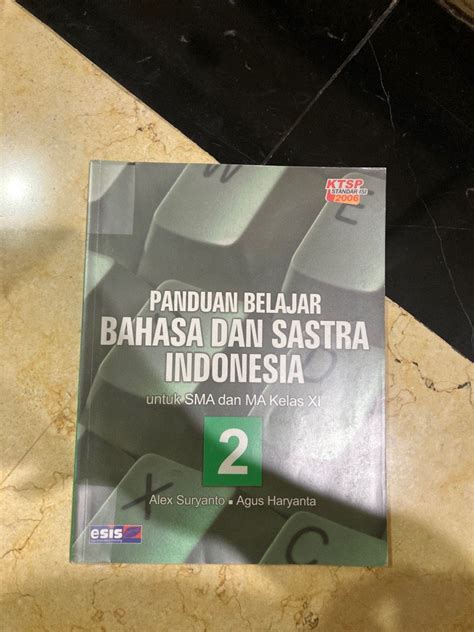 KTSP
STANDAR ISI
2006
W
E
PANDUAN BELAJAR
BAHASA DAN SASTRA
INDONESIA
D
untuk SMA dan MA Kelas XI
2
X
Alex Suryanto ▪ Agus Haryanta
C
esis